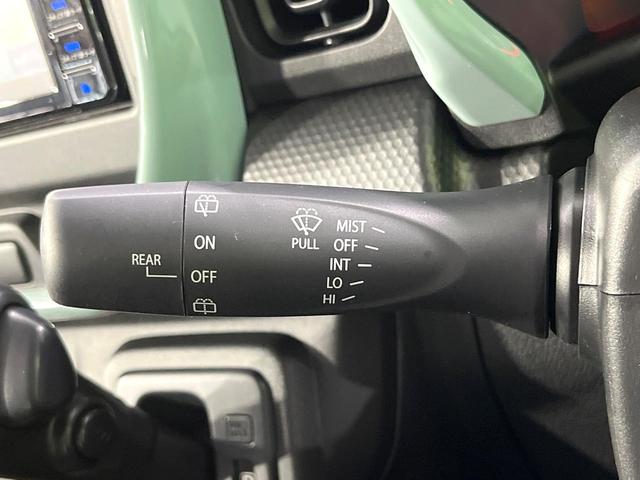 ON
REAR
OFF
PULL
MIST
OFF
INT
LO
HI